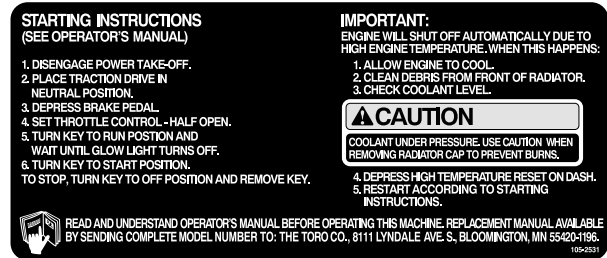 STARTING INSTRUCTIONS
(SEE OPERATOR'S MANUAL)
1. DISENGAGE POWER TAKE-OFF.
2. PLACE TRACTION DRIVE IN
NEUTRAL POSITION.
3. DEPRESS BRAKE PEDAL.
4. SET THROTTLE CONTROL - HALF OPEN.
5. TURN KEY TO RUN POSTION AND
WAIT UNTIL GLOW LIGHT TURNS OFF.
6. TURN KEY TO START POSITION.
TO STOP, TURN KEY TO OFF POSITION AND REMOVE KEY.
IMPORTANT:
ENGINE WILL SHUT OFF AUTOMATICALLY DUE TO
HIGH ENGINE TEMPERATURE. WHEN THIS HAPPENS:
1. ALLOW ENGINE TO COOL.
2. CLEAN DEBRIS FROM FRONT OF RADIATOR.
3. CHECK COOLANT LEVEL.
CAUTION
COOLANT UNDER PRESSURE. USE CAUTION WHEN
REMOVING RADIATOR CAP TO PREVENT BURNS.
4. DEPRESS HIGH TEMPERATURE RESET ON DASH.
5. RESTART ACCORDING TO STARTING
INSTRUCTIONS.
READ AND UNDERSTAND OPERATOR'S MANUAL BEFORE OPERATING THIS MACHINE. REPLACEMENT MANUAL AVAILABLE
BY SENDING COMPLETE MODEL NUMBER TO: THE TORO CO., 8111 LYNDALE AVE. S., BLOOMINGTON, MN 55420-1196.
105-2531